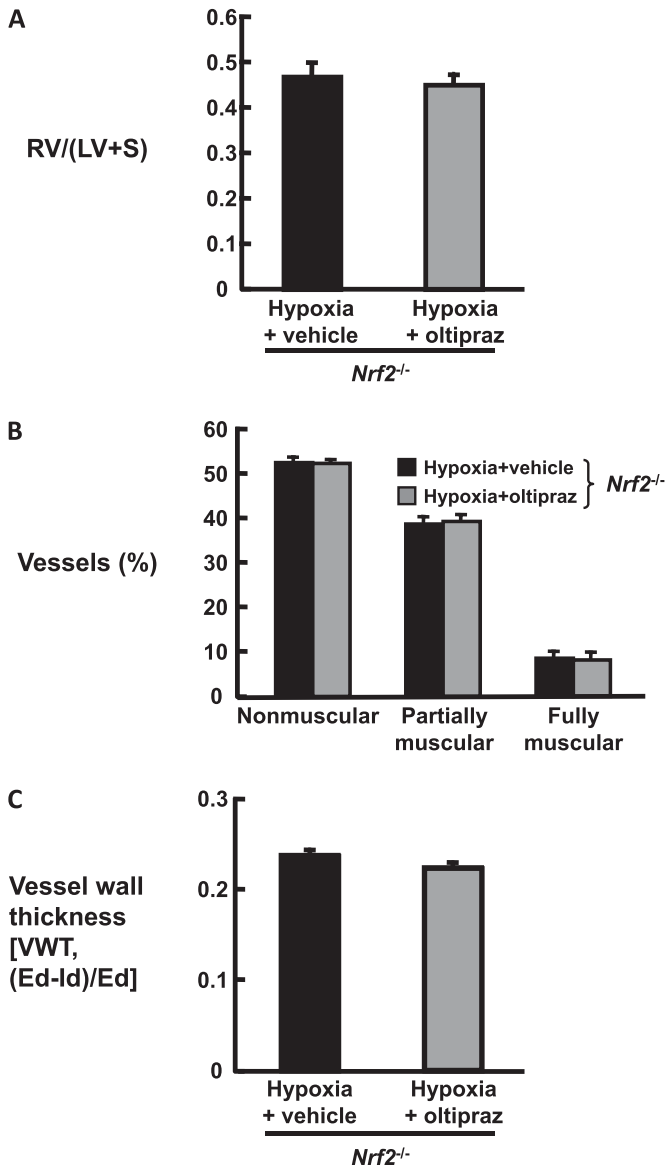 A
0.6
0.5
0.4
0.3
0.2
0.1
0
RV/(LV+S)
Hypoxia
+ vehicle
Hypoxia
+ oltipraz
Nrf2-/-
B
60
50
40
30
20
10
0
Vessels (%)
Hypoxia+vehicle
Hypoxia+oltipraz
Nrf2-/-
Nonmuscular
Partially
muscular
Fully
muscular
C
0.3
0.2
0.1
0
Vessel wall
thickness
[VWT,
(Ed-Id)/Ed]
Hypoxia
+ vehicle
Hypoxia
+ oltipraz
Nrf2-/-